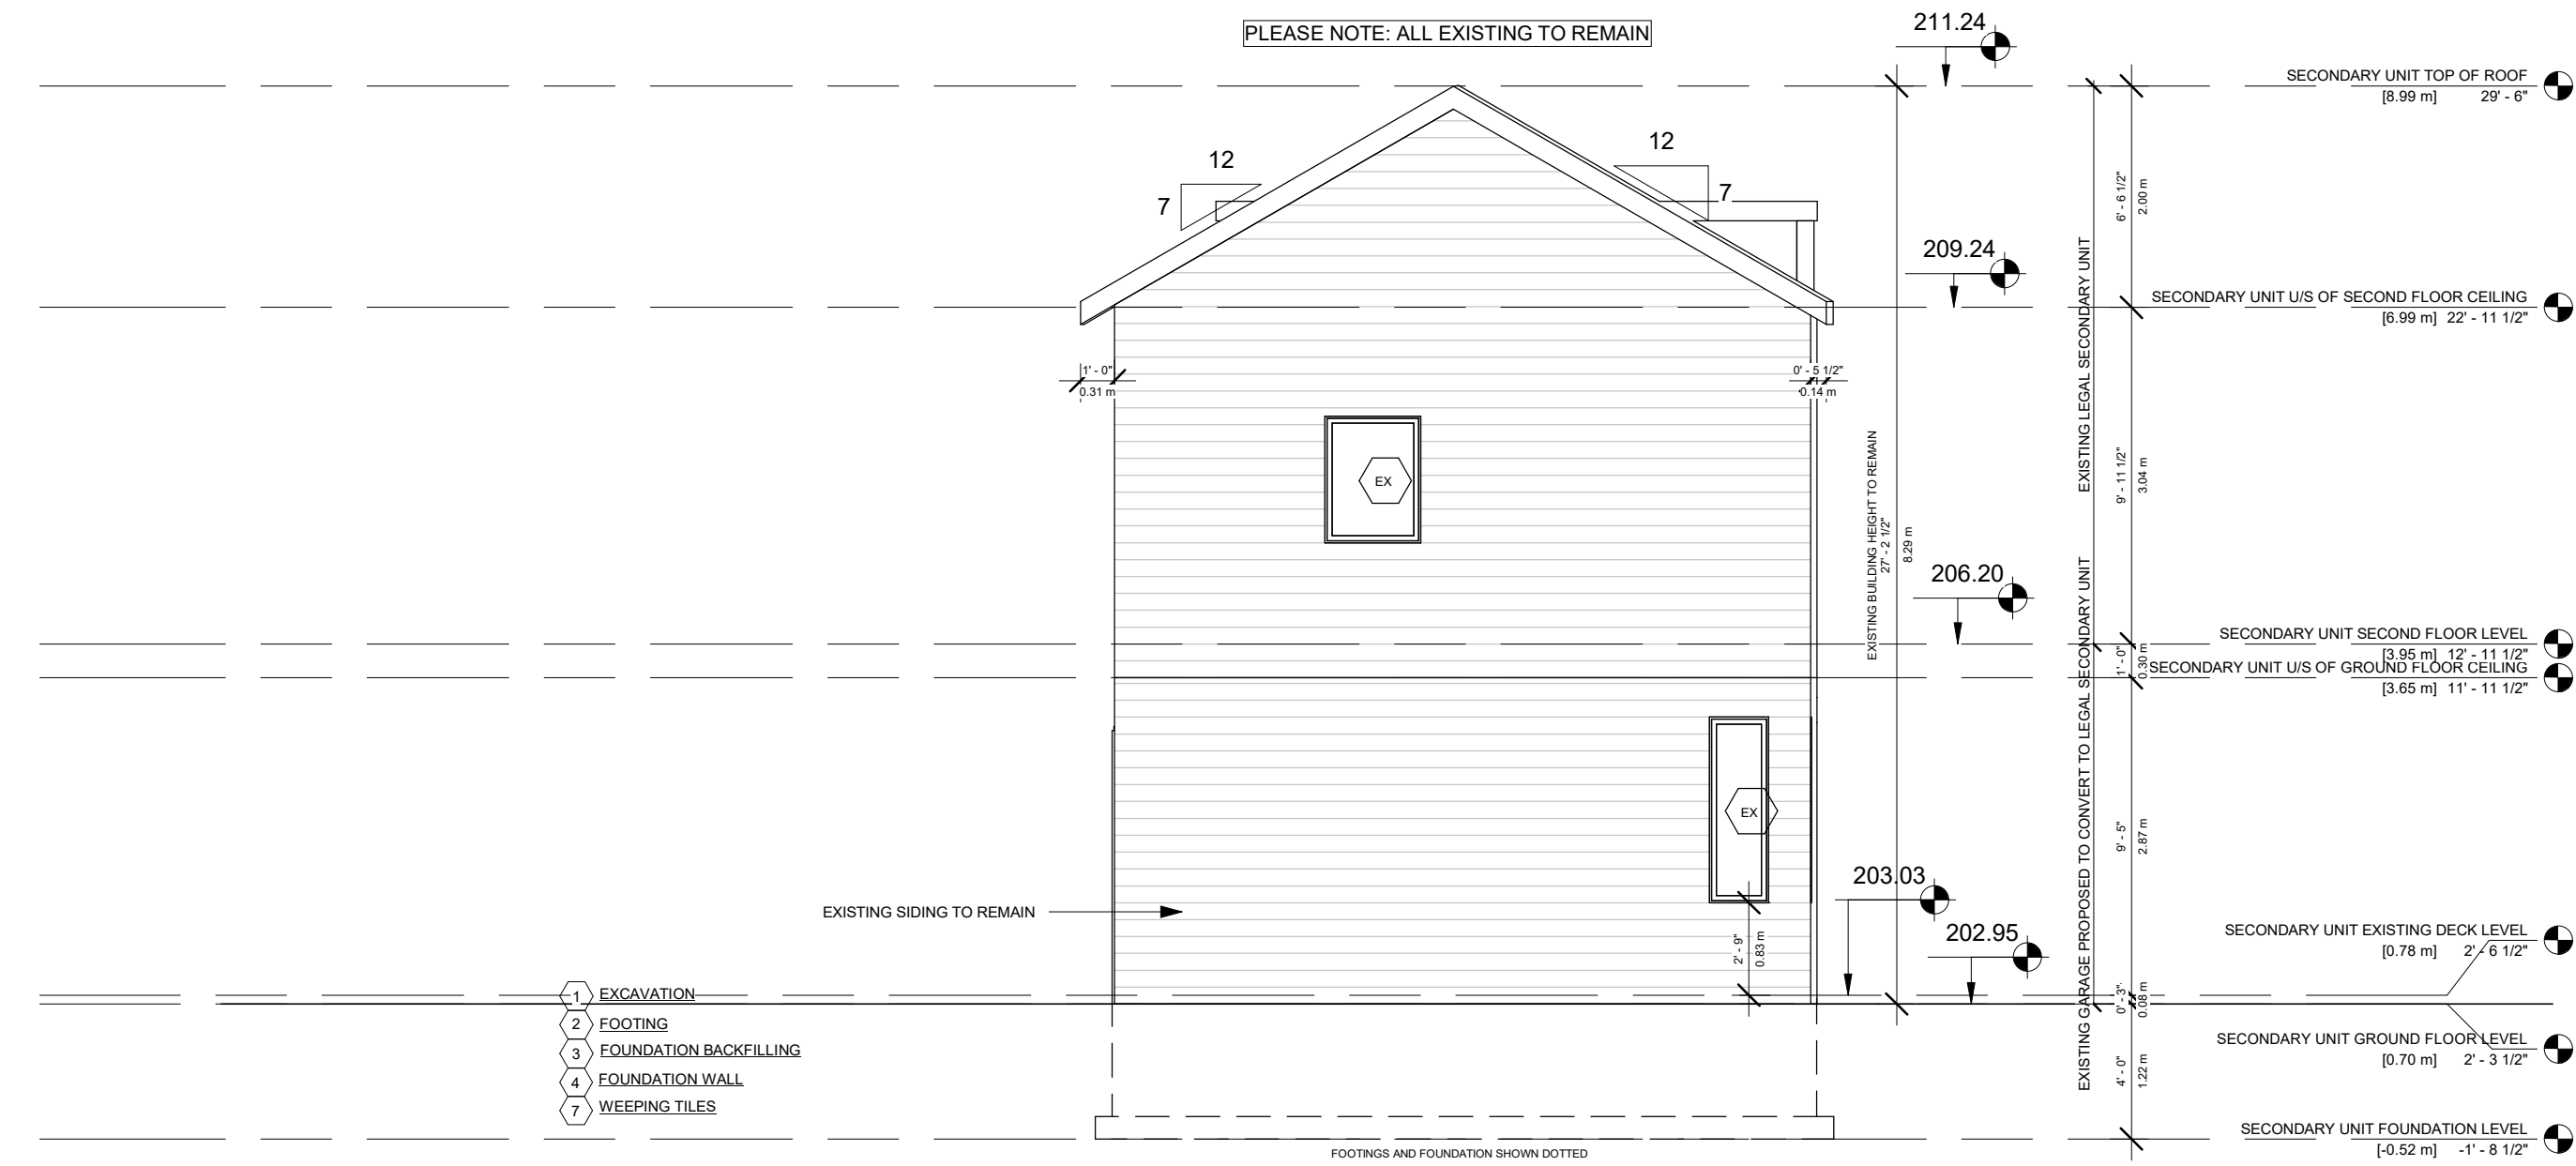 PLEASE NOTE: ALL EXISTING TO REMAIN
211.24
SECONDARY UNIT TOP OF ROOF
[8.99 m] 29' - 6"
12
12
7
7
6' - 6 1/2"
2.00 m
209.24
SECONDARY UNIT U/S OF SECOND FLOOR CEILING
[6.99 m] 22' - 11 1/2"
1' - 0"
0.31 m
0' - 5 1/2"
0.14 m
EXISTING LEGAL SECONDARY UNIT
EX
9' - 11 1/2"
3.04 m
EXISTING BUILDING HEIGHT TO REMAIN
27' - 2 1/2"
8.29 m
206.20
SECONDARY UNIT SECOND FLOOR LEVEL
[3.95 m] 12' - 11 1/2"
1' - 0"
0.30 m
SECONDARY UNIT U/S OF GROUND FLOOR CEILING
[3.65 m] 11' - 11 1/2"
EXISTING GARAGE PROPOSED TO CONVERT TO LEGAL SECONDARY UNIT
EX
9' - 5"
2.87 m
203.03
EXISTING SIDING TO REMAIN
202.95
2' - 9"
0.83 m
SECONDARY UNIT EXISTING DECK LEVEL
[0.78 m] 2' - 6 1/2"
0' - 3"
0.08 m
1 EXCAVATION
2 FOOTING
3 FOUNDATION BACKFILLING
4 FOUNDATION WALL
7 WEEPING TILES
SECONDARY UNIT GROUND FLOOR LEVEL
[0.70 m] 2' - 3 1/2"
4' - 0"
1.22 m
SECONDARY UNIT FOUNDATION LEVEL
[-0.52 m] -1' - 8 1/2"
FOOTINGS AND FOUNDATION SHOWN DOTTED